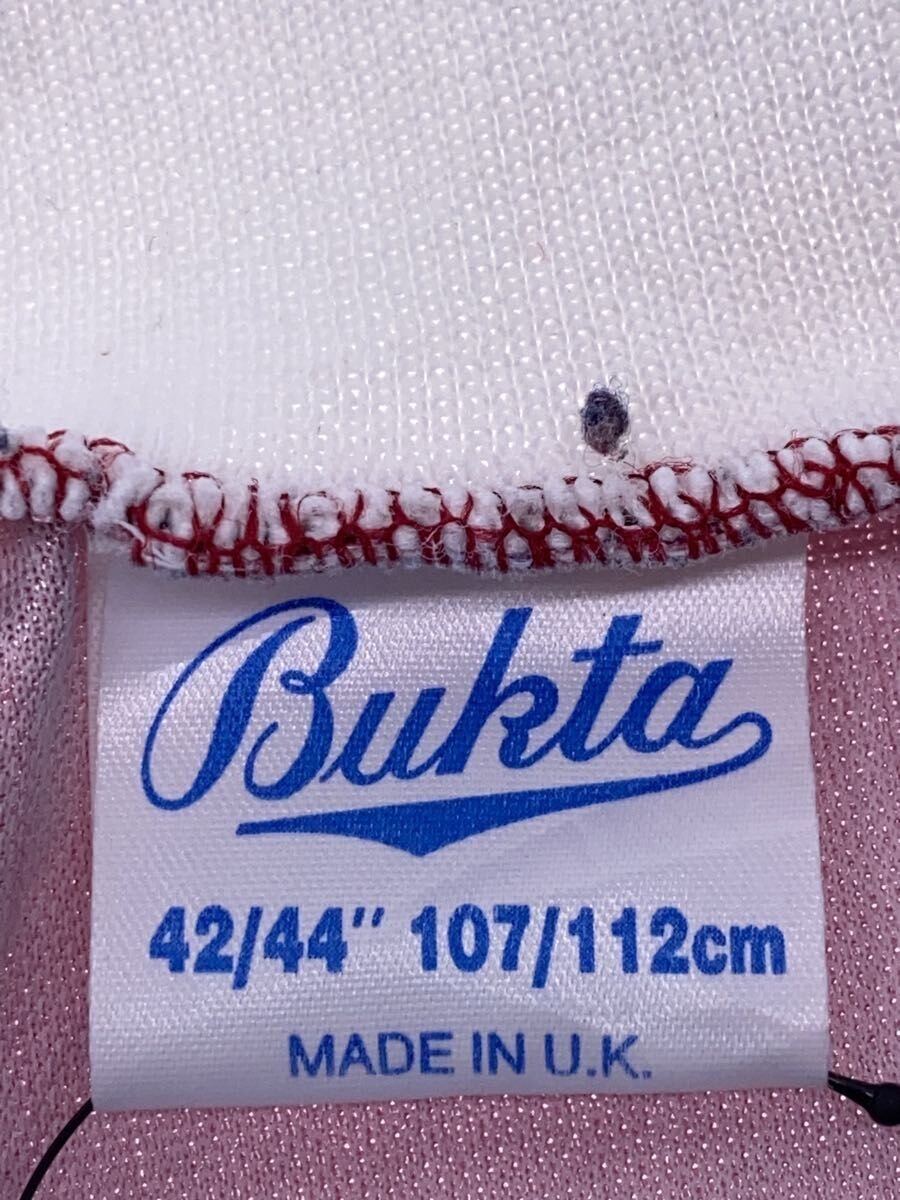 Bukta
42/44" 107/112cm
MADE IN U.K.